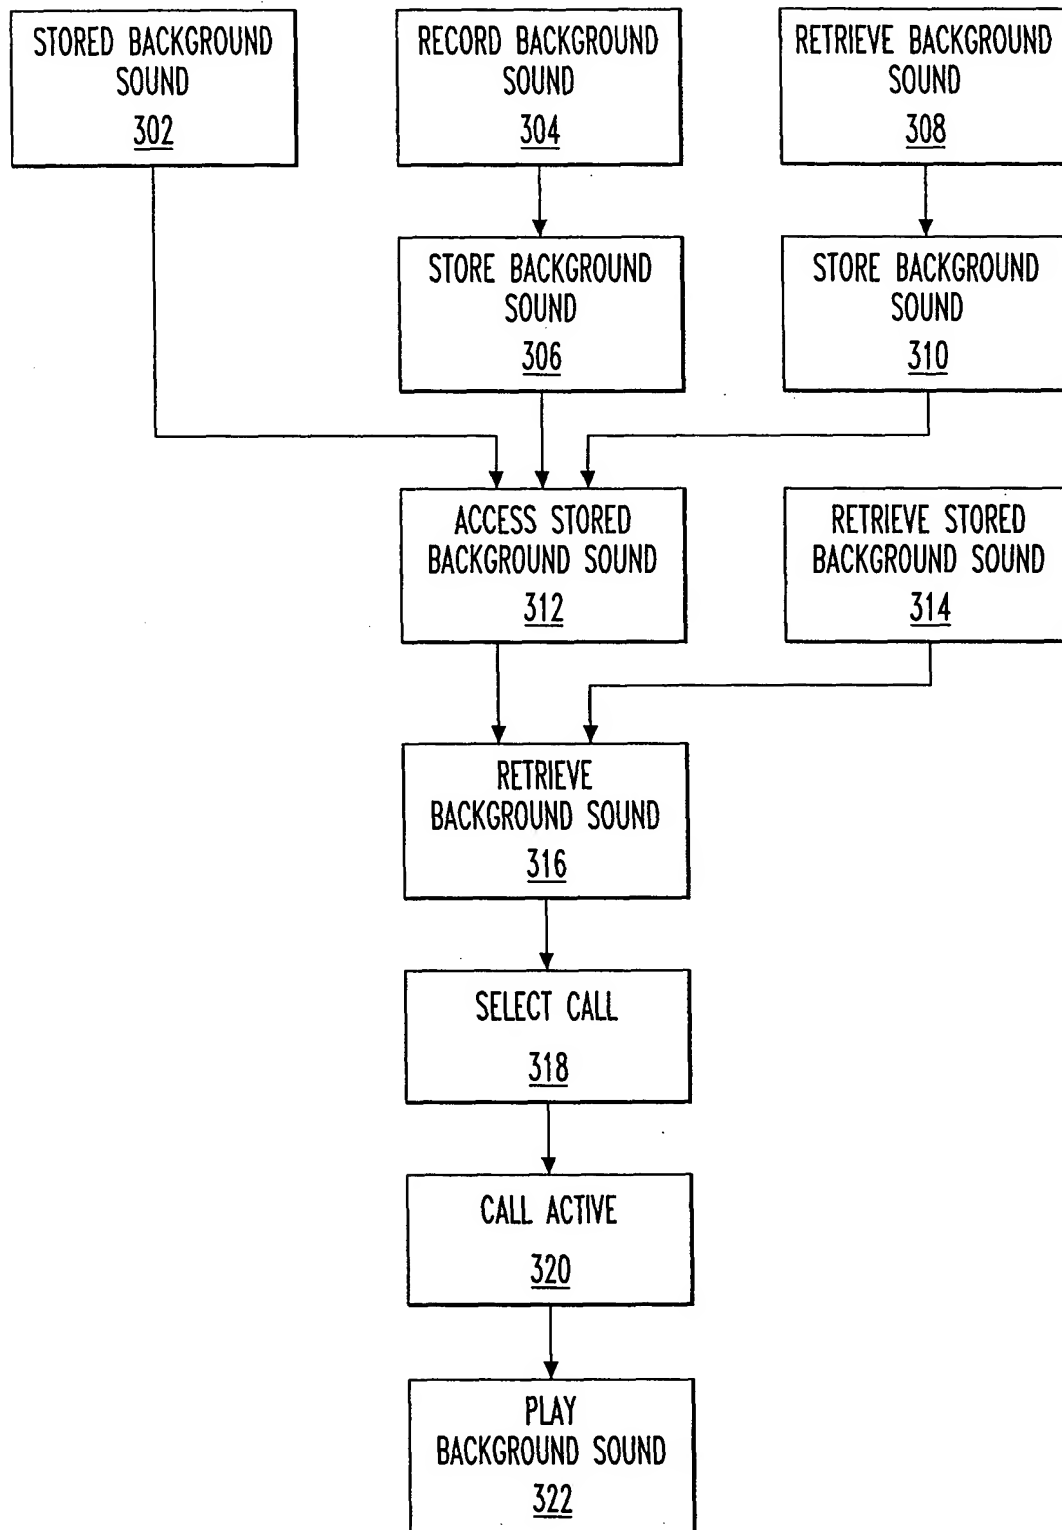 STORED BACKGROUND
SOUND
302
RECORD BACKGROUND
SOUND
304
RETRIEVE BACKGROUND
SOUND
308
STORE BACKGROUND
SOUND
306
STORE BACKGROUND
SOUND
310
ACCESS STORED
BACKGROUND SOUND
312
RETRIEVE STORED
BACKGROUND SOUND
314
RETRIEVE
BACKGROUND SOUND
316
SELECT CALL
318
CALL ACTIVE
320
PLAY
BACKGROUND SOUND
322